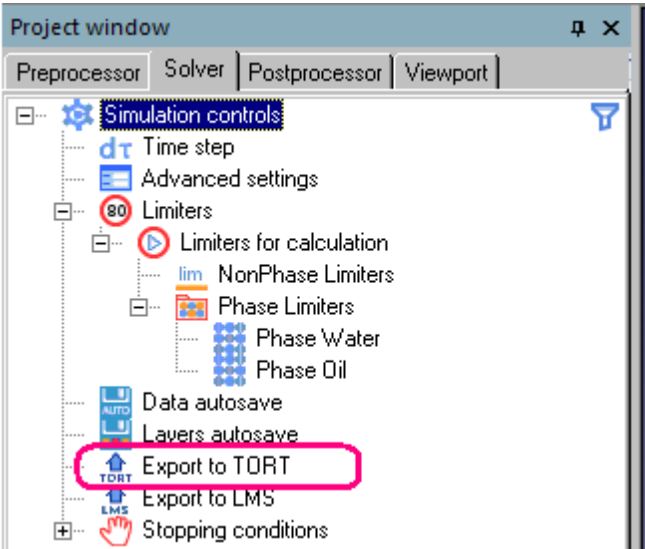 Project window
Preprocessor Solver Postprocessor Viewport
Simulation controls
dτ Time step
Advanced settings
80 Limiters
Limiters for calculation
lim NonPhase Limiters
Phase Limiters
Phase Water
Phase Oil
AUTO Data autosave
Layers autosave
TORT Export to TORT
LMS Export to LMS
Stopping conditions